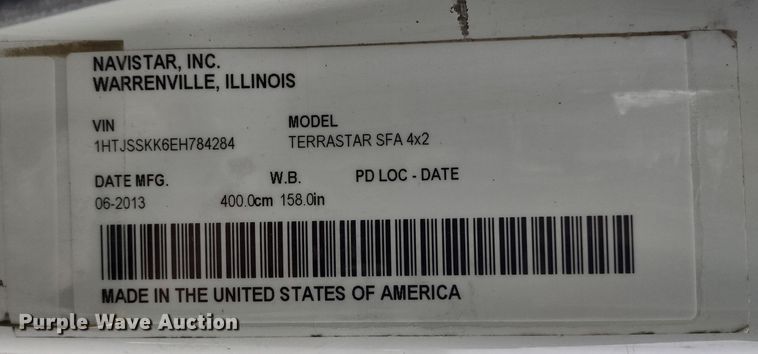 NAVISTAR, INC.
WARRENVILLE, ILLINOIS
VIN MODEL
1HTJSSKK6EH784284 TERRASTAR SFA 4x2
DATE MFG. W.B. PD LOC - DATE
06-2013 400.0cm 158.0in
MADE IN THE UNITED STATES OF AMERICA
Purple Wave Auction